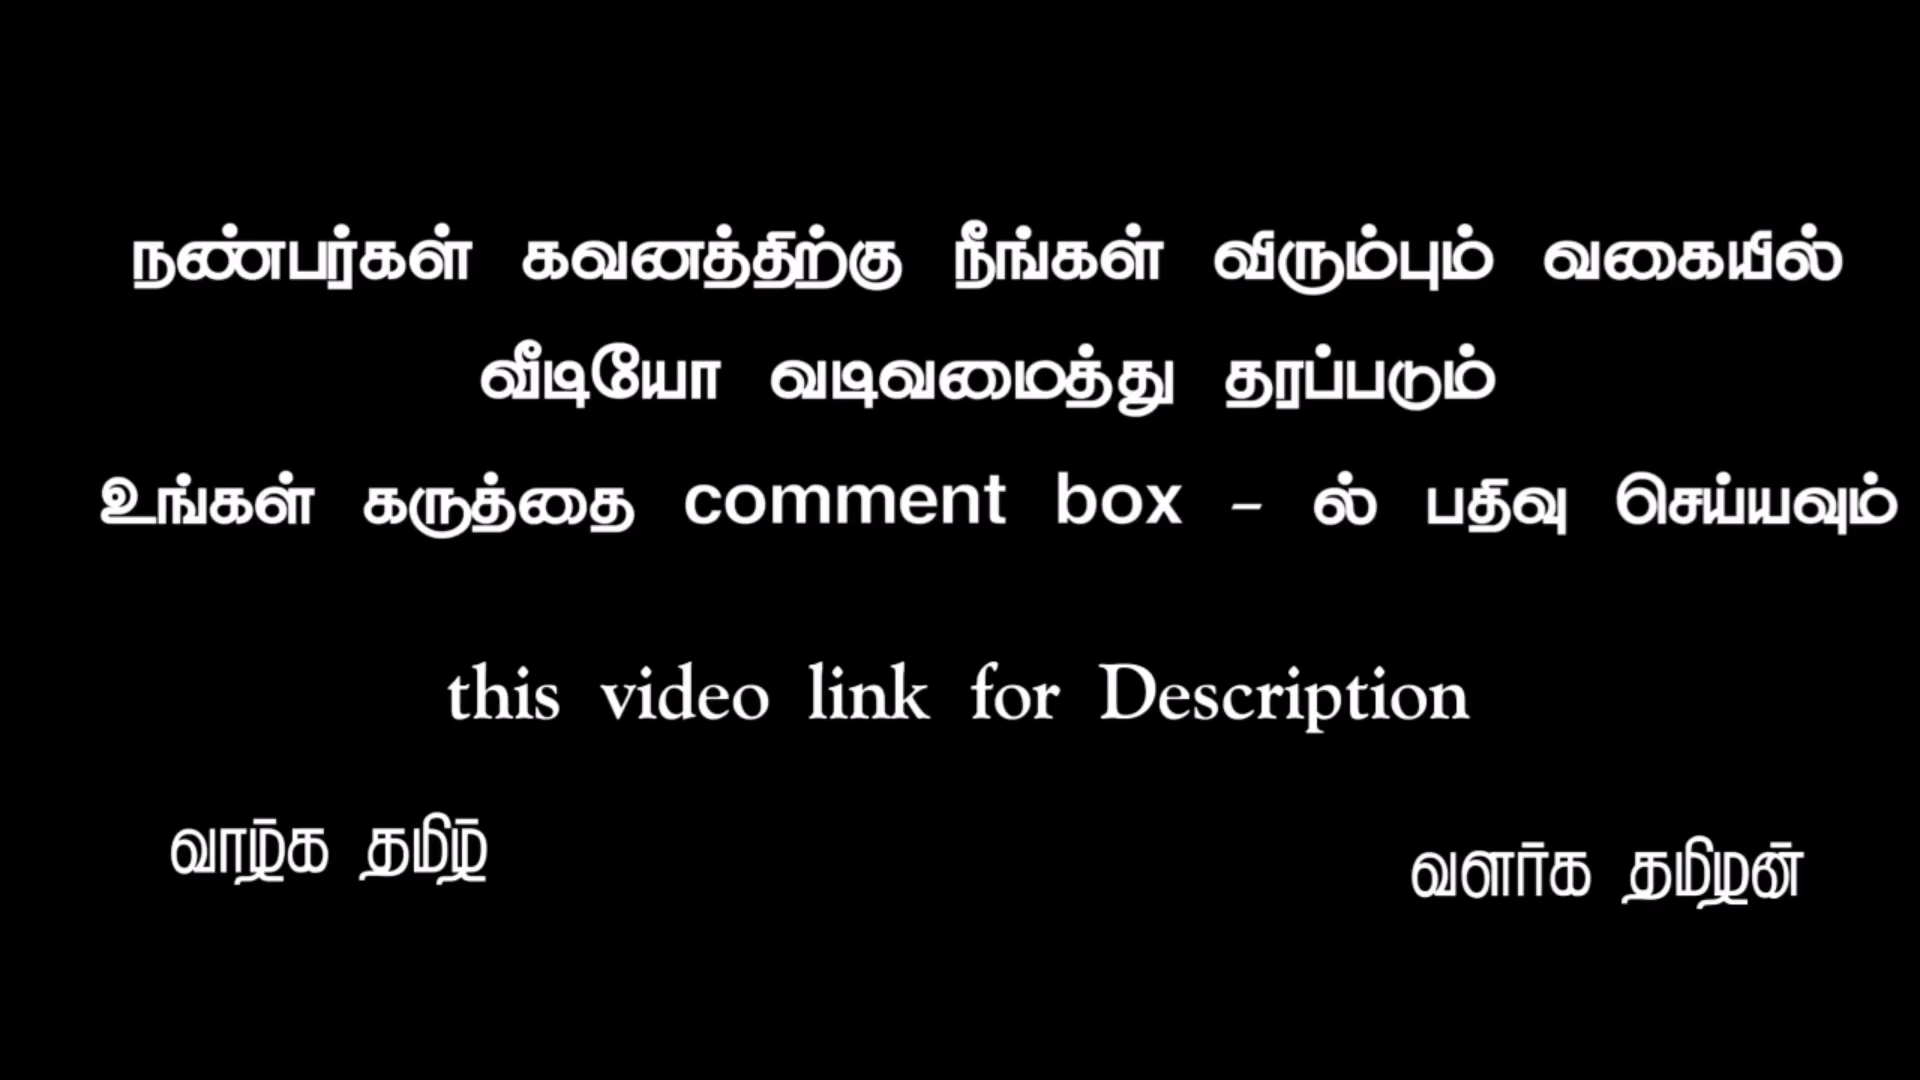 நண்பர்கள் கவனத்திற்கு நீங்கள் விரும்பும் வகையில்
வீடியோ வடிவமைத்து தரப்படும்
உங்கள் கருத்தை comment box - ல் பதிவு செய்யவும்
this video link for Description
வாழ்க தமிழ்
வளர்க தமிழன்